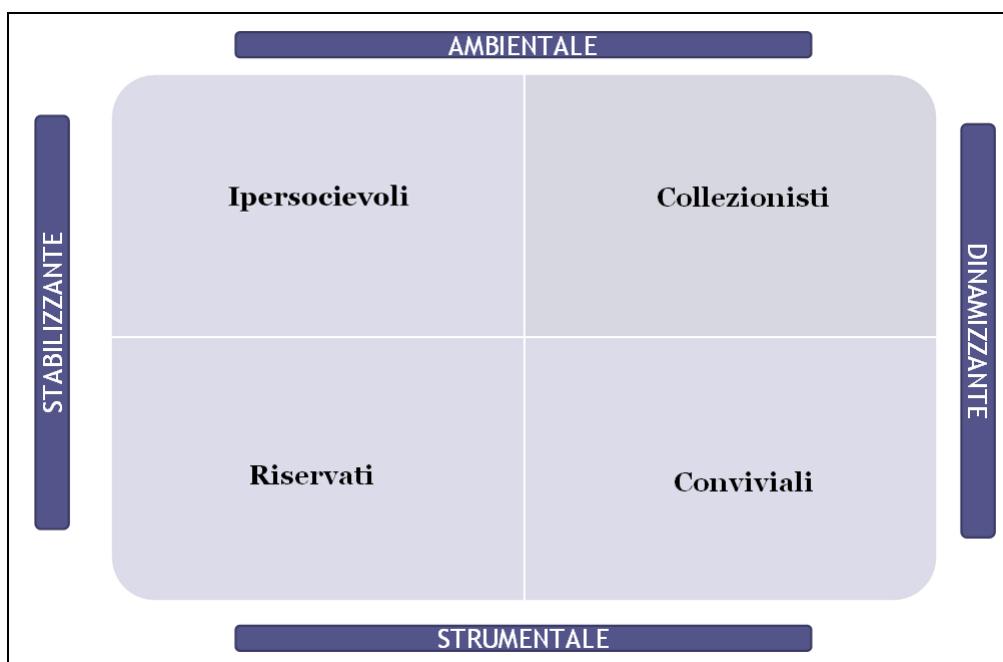 AMBIENTALE
STABILIZZANTE
Ipersocievoli
Collezionisti
DINAMIZZANTE
Riservati
Conviviali
STRUMENTALE